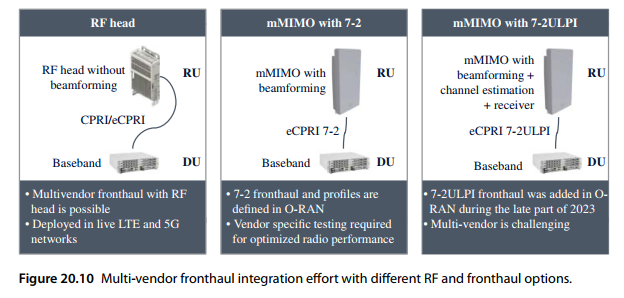 RF head
RF head without
beamforming
RU
CPRI/eCPRI
Baseband
DU
• Multivendor fronthaul with RF
head is possible
• Deployed in live LTE and 5G
networks
mMIMO with 7-2
mMIMO with
beamforming
RU
eCPRI 7-2
Baseband
DU
• 7-2 fronthaul and profiles are
defined in O-RAN
• Vendor specific testing required
for optimized radio performance
mMIMO with 7-2ULPI
mMIMO with
beamforming +
channel estimation
+ receiver
RU
eCPRI 7-2ULPI
Baseband
DU
• 7-2ULPI fronthaul was added in O-
RAN during the late part of 2023
• Multi-vendor is challenging
Figure 20.10 Multi-vendor fronthaul integration effort with different RF and fronthaul options.